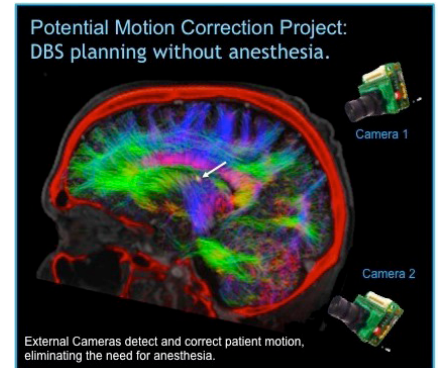 Potential Motion Correction Project:
DBS planning without anesthesia.
Camera 1
Camera 2
External Cameras detect and correct patient motion,
eliminating the need for anesthesia.